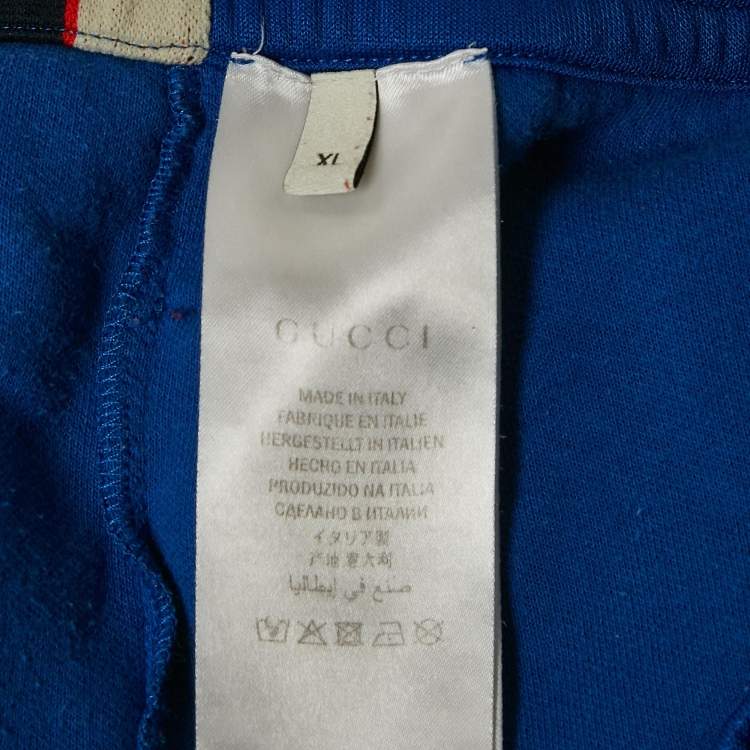 XL
GUCCI
MADE IN ITALY
FABRIQUE EN ITALIE
HERGESTELLT IN ITALIEN
HECHO EN ITALIA
PRODUZIDO NA ITALIA
СДЕЛАНО В ИТАЛИИ
イタリア製
产地 意大利
صنع في إيطاليا